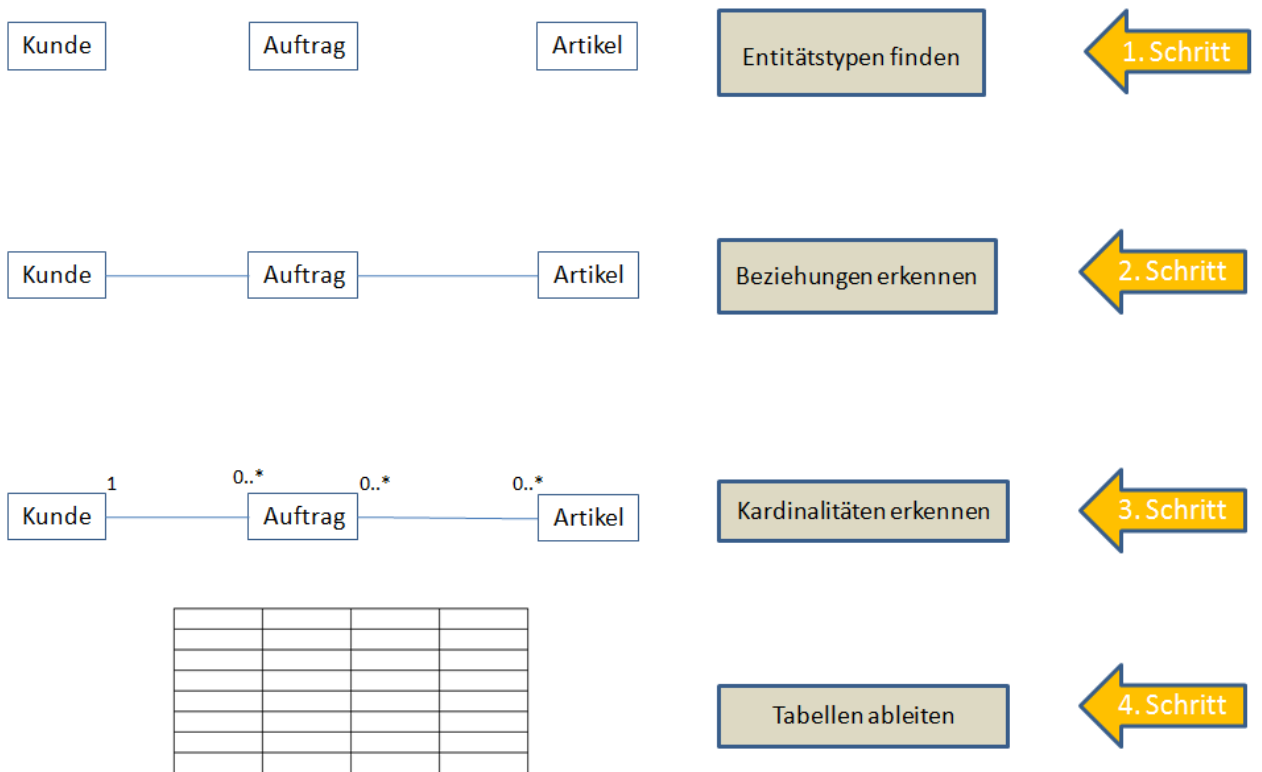 Kunde
Auftrag
Artikel
Entitätstypen finden
1. Schritt
Kunde
Auftrag
Artikel
Beziehungen erkennen
2. Schritt
1
0..*
0..*
0..*
Kunde
Auftrag
Artikel
Kardinalitäten erkennen
3. Schritt
Tabellen ableiten
4. Schritt